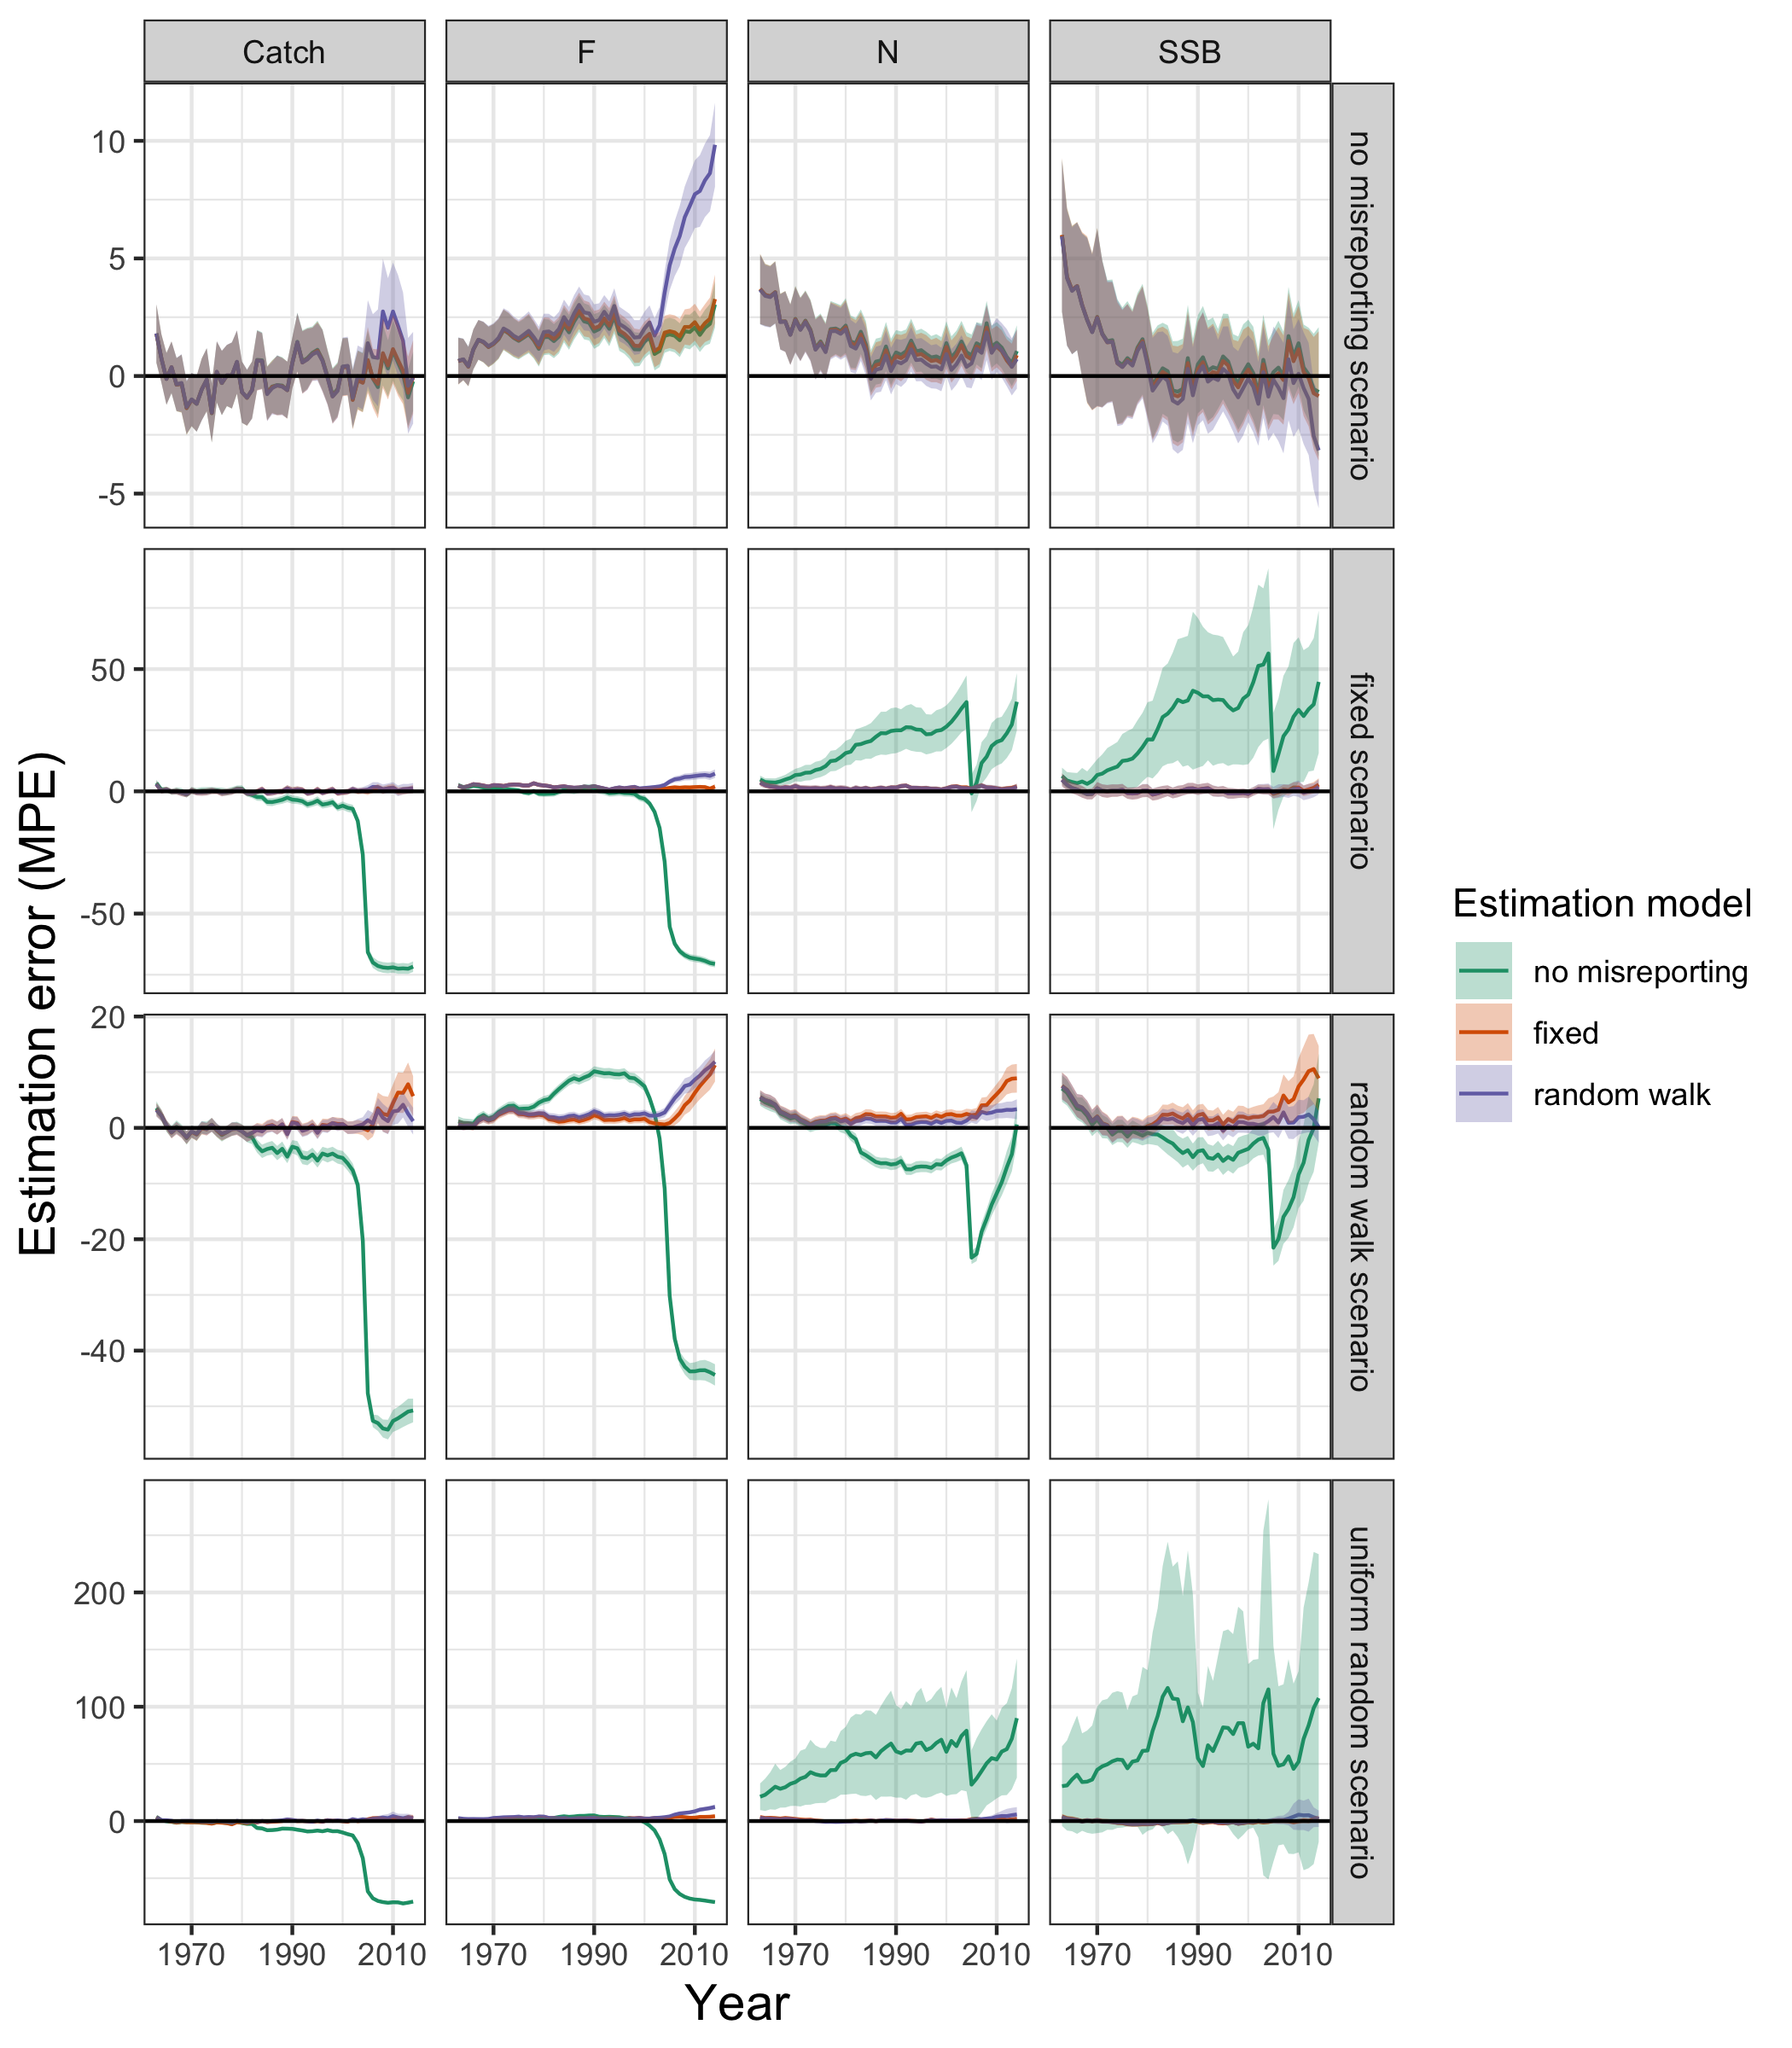 Catch F N SSB
10
5
0
-5
no misreporting scenario
50
0
-50
fixed scenario
20
0
-20
-40
random walk scenario
200
100
0
uniform random scenario
1970 1990 2010 1970 1990 2010 1970 1990 2010 1970 1990 2010
Year
Estimation error (MPE)
Estimation model
no misreporting
fixed
random walk